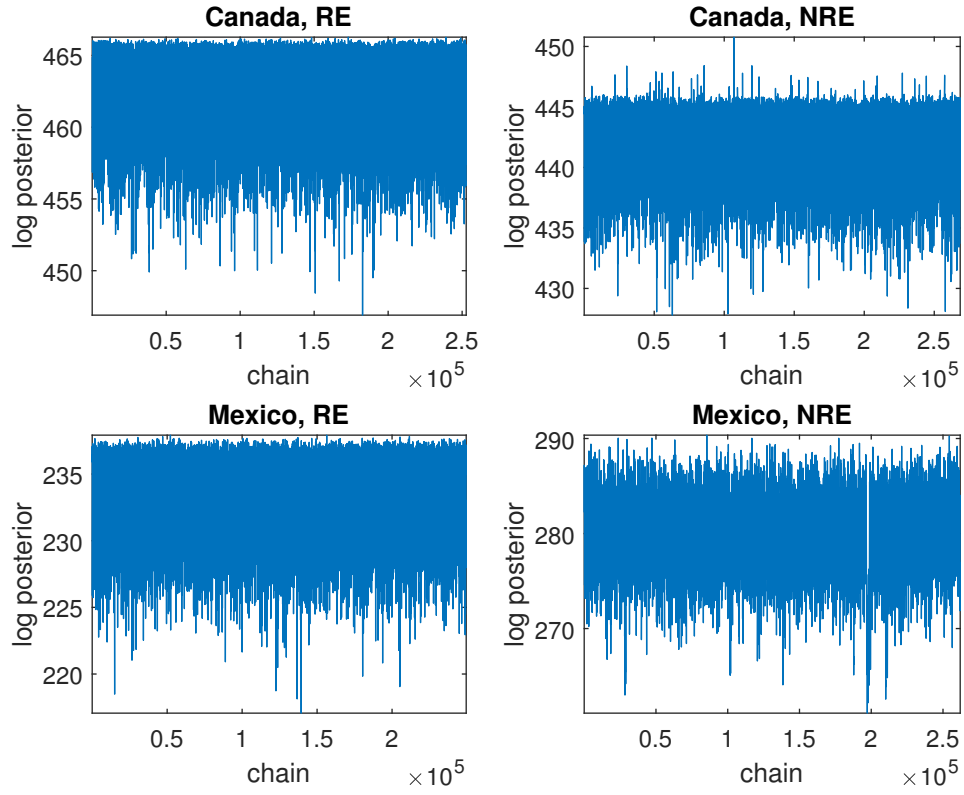 Canada, RE
465
460
455
450
log posterior
0.5 1 1.5 2 2.5
chain
×10^5
Canada, NRE
450
445
440
435
430
log posterior
0.5 1 1.5 2 2.5
chain
×10^5
Mexico, RE
235
230
225
220
log posterior
0.5 1 1.5 2
chain
×10^5
Mexico, NRE
290
280
270
log posterior
0.5 1 1.5 2 2.5
chain
×10^5